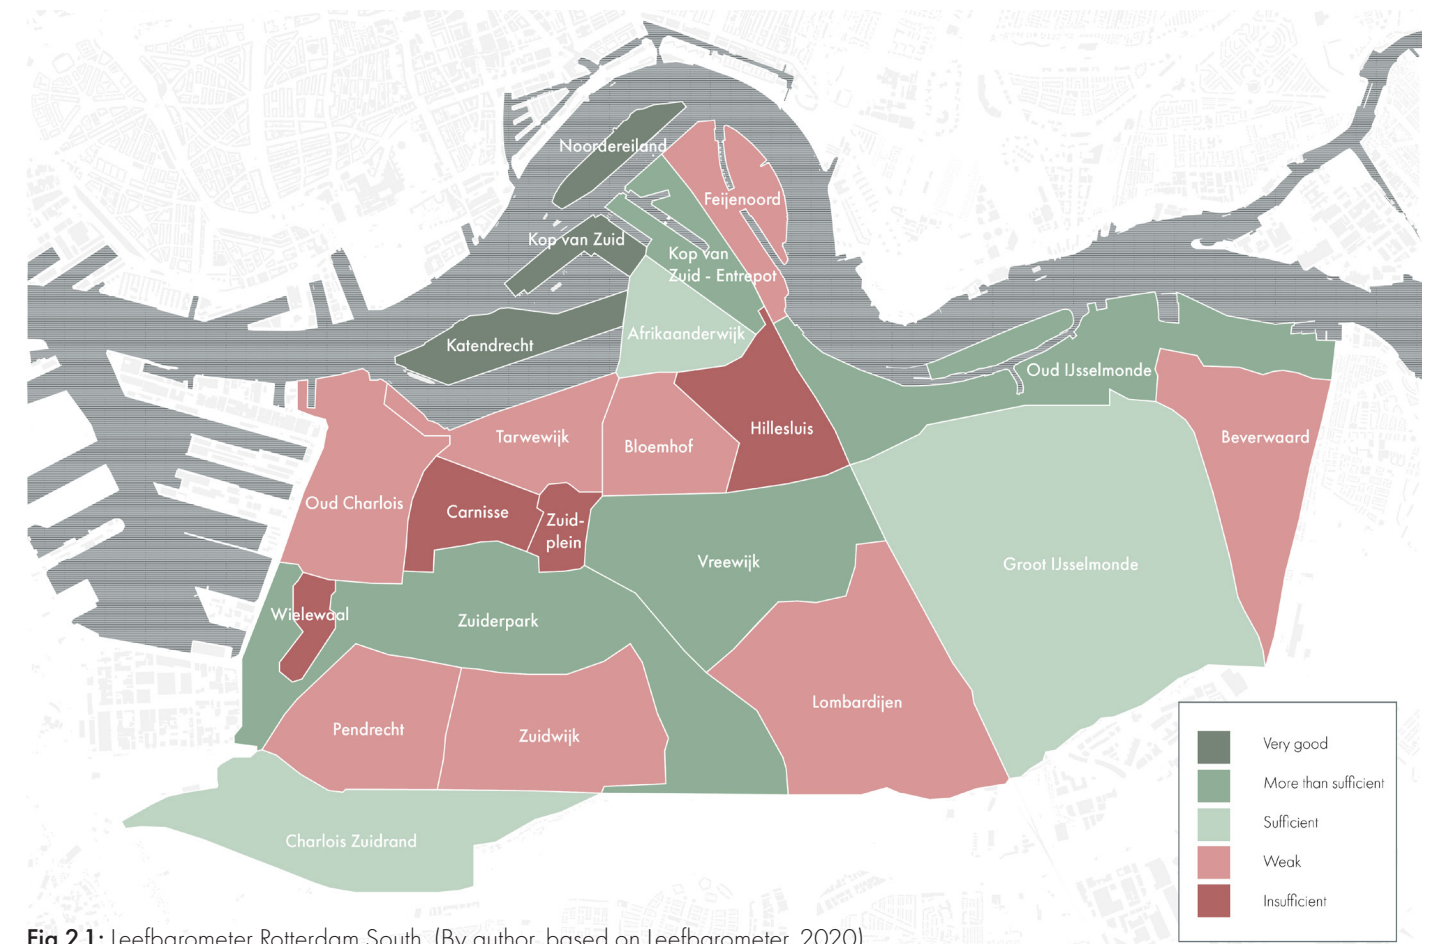 Noordereiland
Feijenoord
Kop van Zuid
Kop van
Zuid - Entrepot
Afrikaanderwijk
Katendrecht
Oud IJsselmonde
Tarwewijk
Bloemhof
Hillesluis
Beverwaard
Oud Charlois
Carnisse
Zuid-
plein
Vreewijk
Groot IJsselmonde
Wielewaal
Zuiderpark
Lombardijen
Pendrecht
Zuidwijk
Charlois Zuidrand
Very good
More than sufficient
Sufficient
Weak
Insufficient
Fig 2.1: Leefbarometer Rotterdam South. (By author, based on Leefbarometer, 2020)